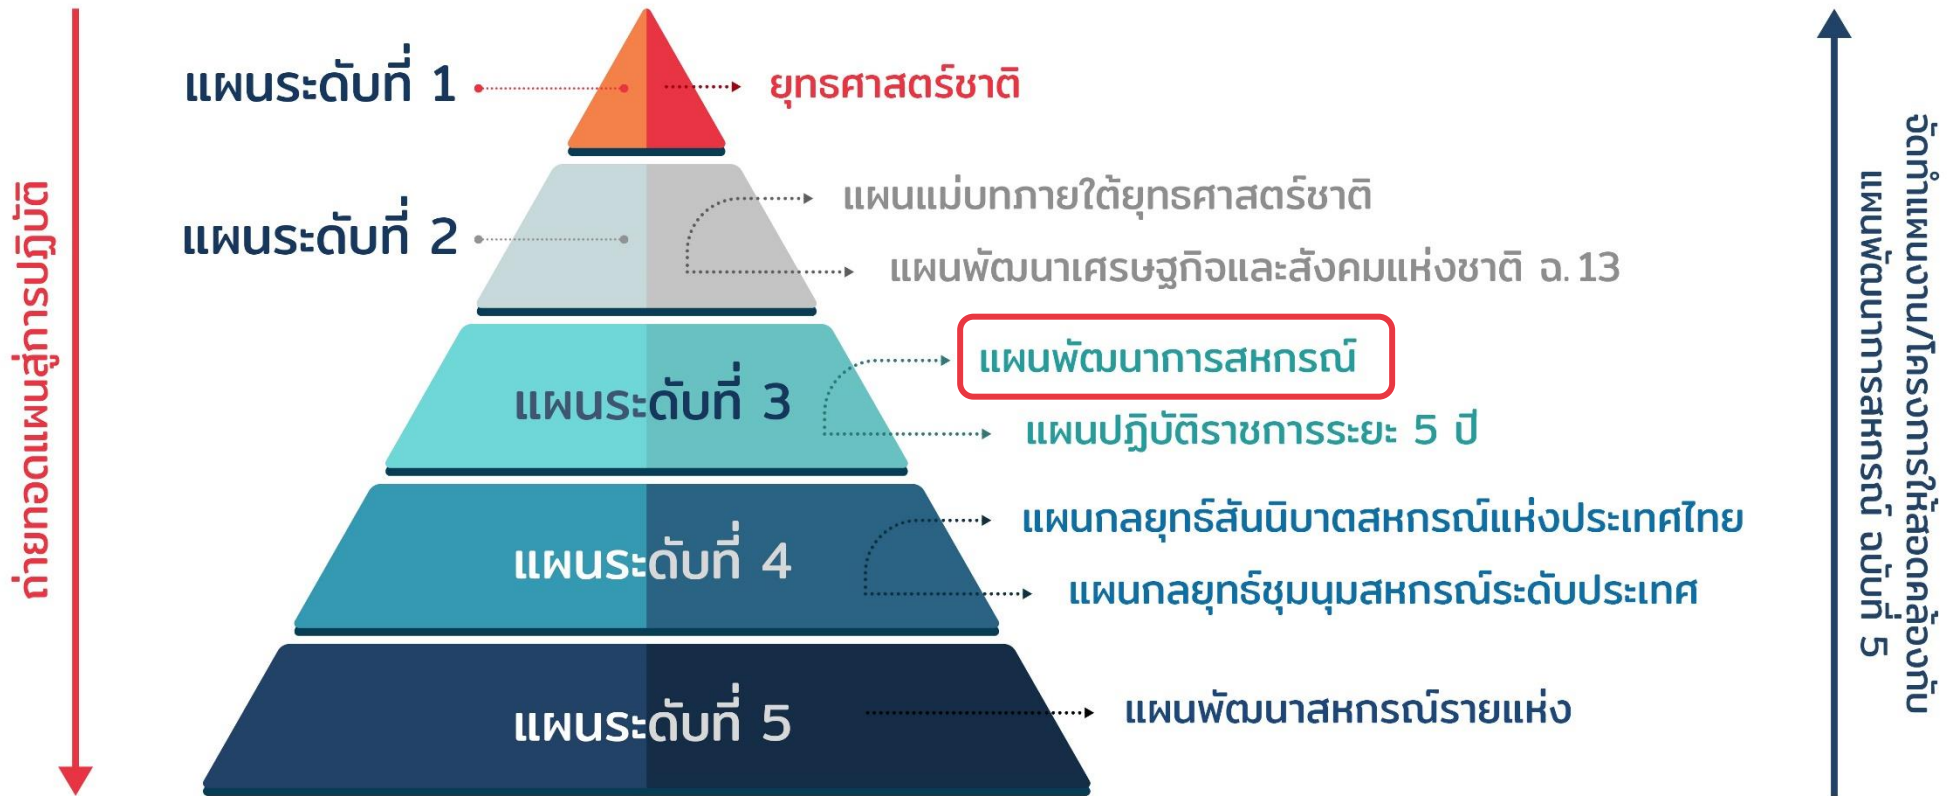 แผนระดับที่ 1
ยุทธศาสตร์ชาติ
แผนระดับที่ 2
แผนแม่บทภายใต้ยุทธศาสตร์ชาติ
แผนพัฒนาเศรษฐกิจและสังคมแห่งชาติ ฉ. 13
แผนระดับที่ 3
แผนพัฒนาการสหกรณ์
แผนปฏิบัติราชการระยะ 5 ปี
แผนระดับที่ 4
แผนกลยุทธ์สันนิบาตสหกรณ์แห่งประเทศไทย
แผนกลยุทธ์ชุมนุมสหกรณ์ระดับประเทศ
แผนระดับที่ 5
แผนพัฒนาสหกรณ์รายแห่ง
ถ่ายทอดแผนสู่การปฏิบัติ
จัดทำแผนงาน/โครงการให้สอดคล้องกับ
แผนพัฒนาการสหกรณ์ ฉบับที่ 5